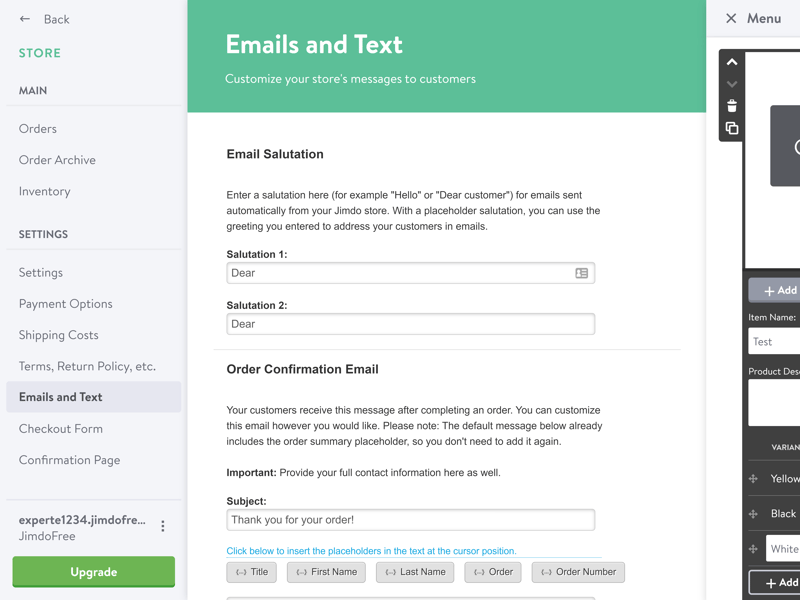 Back
STORE
MAIN
Orders
Order Archive
Inventory
SETTINGS
Settings
Payment Options
Shipping Costs
Terms, Return Policy, etc.
Emails and Text
Checkout Form
Confirmation Page
experte1234.jimdofre...
JimdoFree
Upgrade
Emails and Text
Customize your store's messages to customers
Email Salutation
Enter a salutation here (for example "Hello" or "Dear customer") for emails sent
automatically from your Jimdo store. With a placeholder salutation, you can use the
greeting you entered to address your customers in emails.
Salutation 1:
Dear
Salutation 2:
Dear
Order Confirmation Email
Your customers receive this message after completing an order. You can customize
this email however you would like. Please note: The default message below already
includes the order summary placeholder, so you don't need to add it again.
Important: Provide your full contact information here as well.
Subject:
Thank you for your order!
Click below to insert the placeholders in the text at the cursor position.
Title
First Name
Last Name
Order
Order Number
Menu
Add
Item Name:
Test
Product Desc
VARIAN
Yellow
Black
White
Add